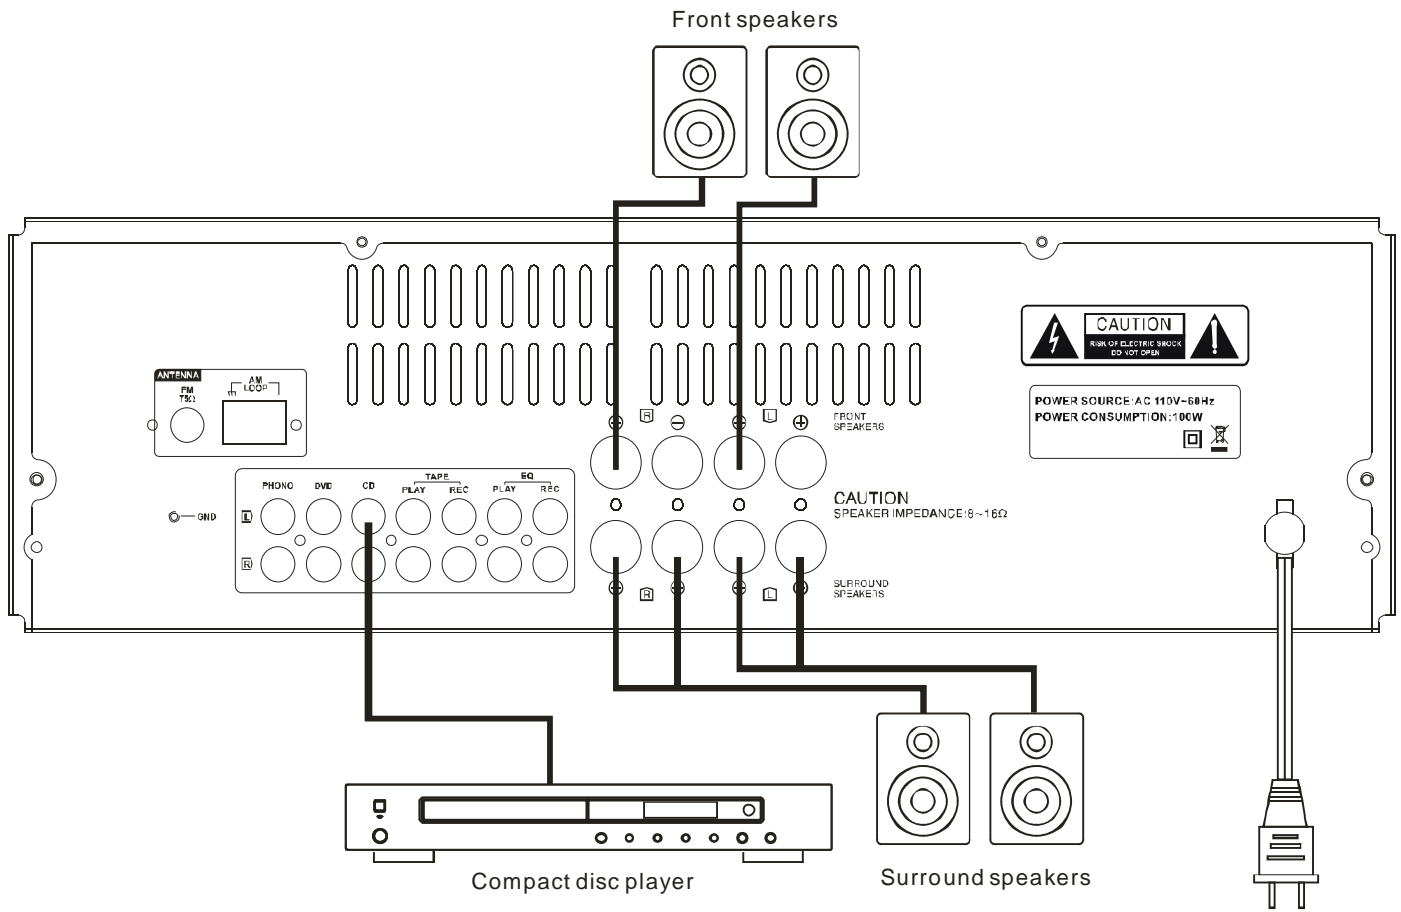 Front speakers
CAUTION
RISK OF ELECTRIC SHOCK
DO NOT OPEN
ANTENNA
FM
75Ω
AM
LOOP
POWER SOURCE:AC 110V~60Hz
POWER CONSUMPTION:100W
R
L
FRONT
SPEAKERS
PHONO DVD CD TAPE EQ
PLAY REC PLAY REC
GND
L
R
CAUTION
SPEAKER IMPEDANCE:8~16Ω
R
L
SURROUND
SPEAKERS
Compact disc player
Surround speakers